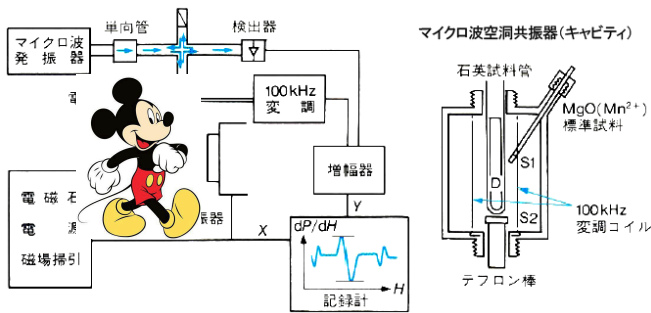 単向管
検出器
マイクロ波空洞共振器(キャビティ)
マイクロ波
発振器
石英試料管
100kHz
変調
MgO(Mn²⁺)
標準試料
増幅器
S1
D
S2
電磁石
電源
磁場掃引
振器
X
Y
dP/dH
H
記録計
100kHz
変調コイル
テフロン棒